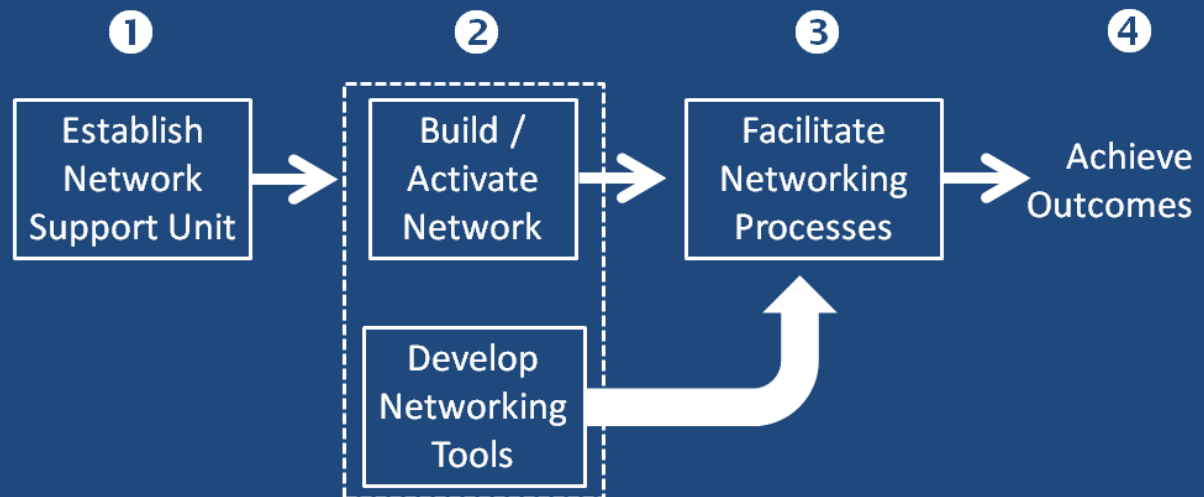 1
2
3
4
Establish
Network
Support Unit
Build /
Activate
Network
Facilitate
Networking
Processes
Achieve
Outcomes
Develop
Networking
Tools